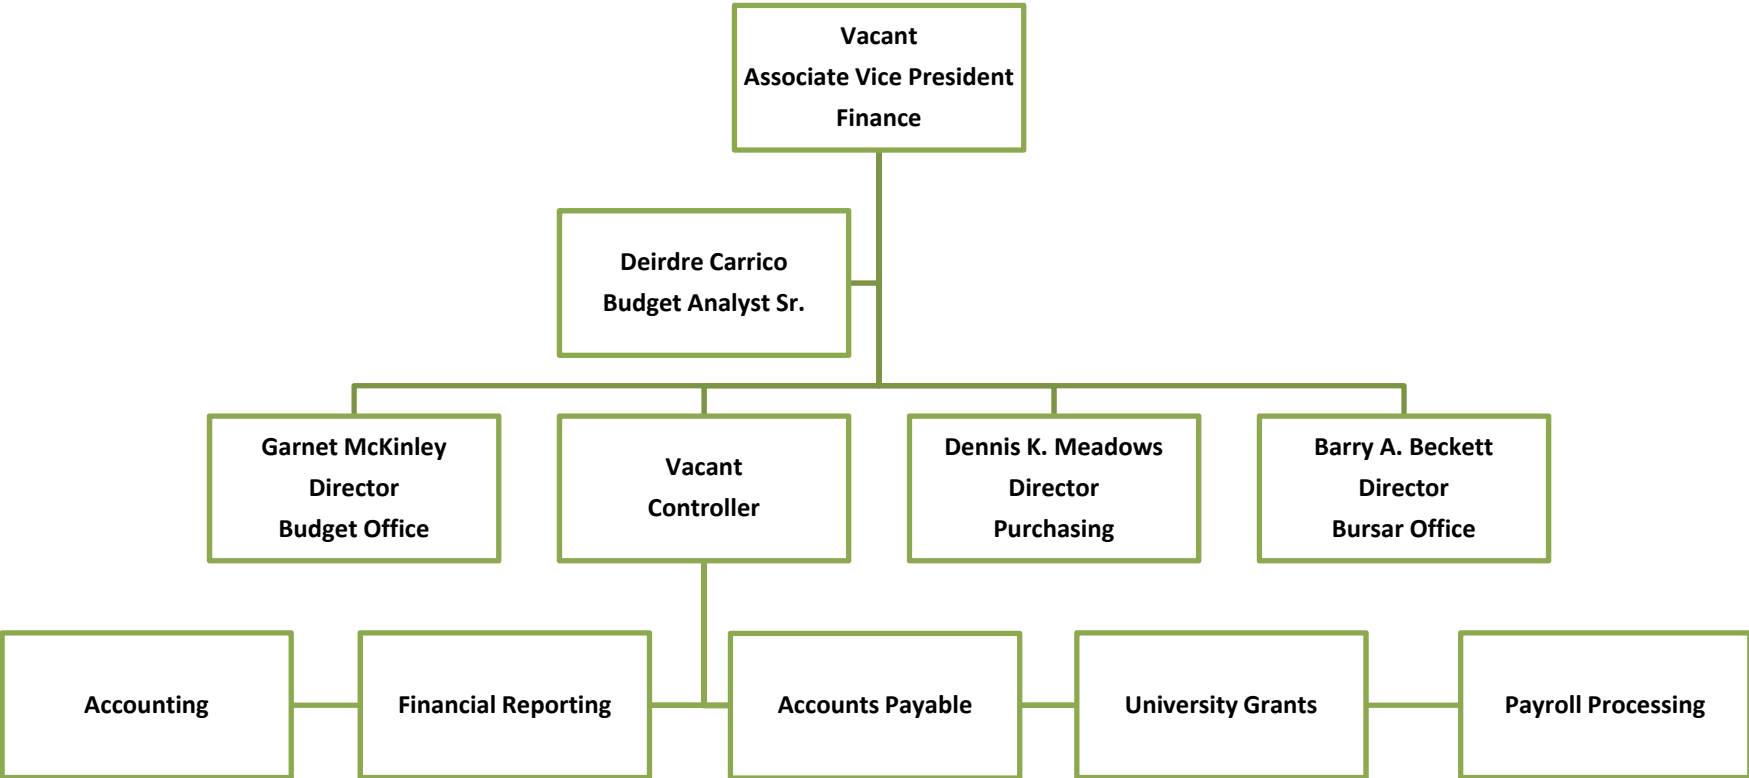 Vacant
Associate Vice President
Finance
Deirdre Carrico
Budget Analyst Sr.
Garnet McKinley
Director
Budget Office
Vacant
Controller
Dennis K. Meadows
Director
Purchasing
Barry A. Beckett
Director
Bursar Office
Accounting
Financial Reporting
Accounts Payable
University Grants
Payroll Processing